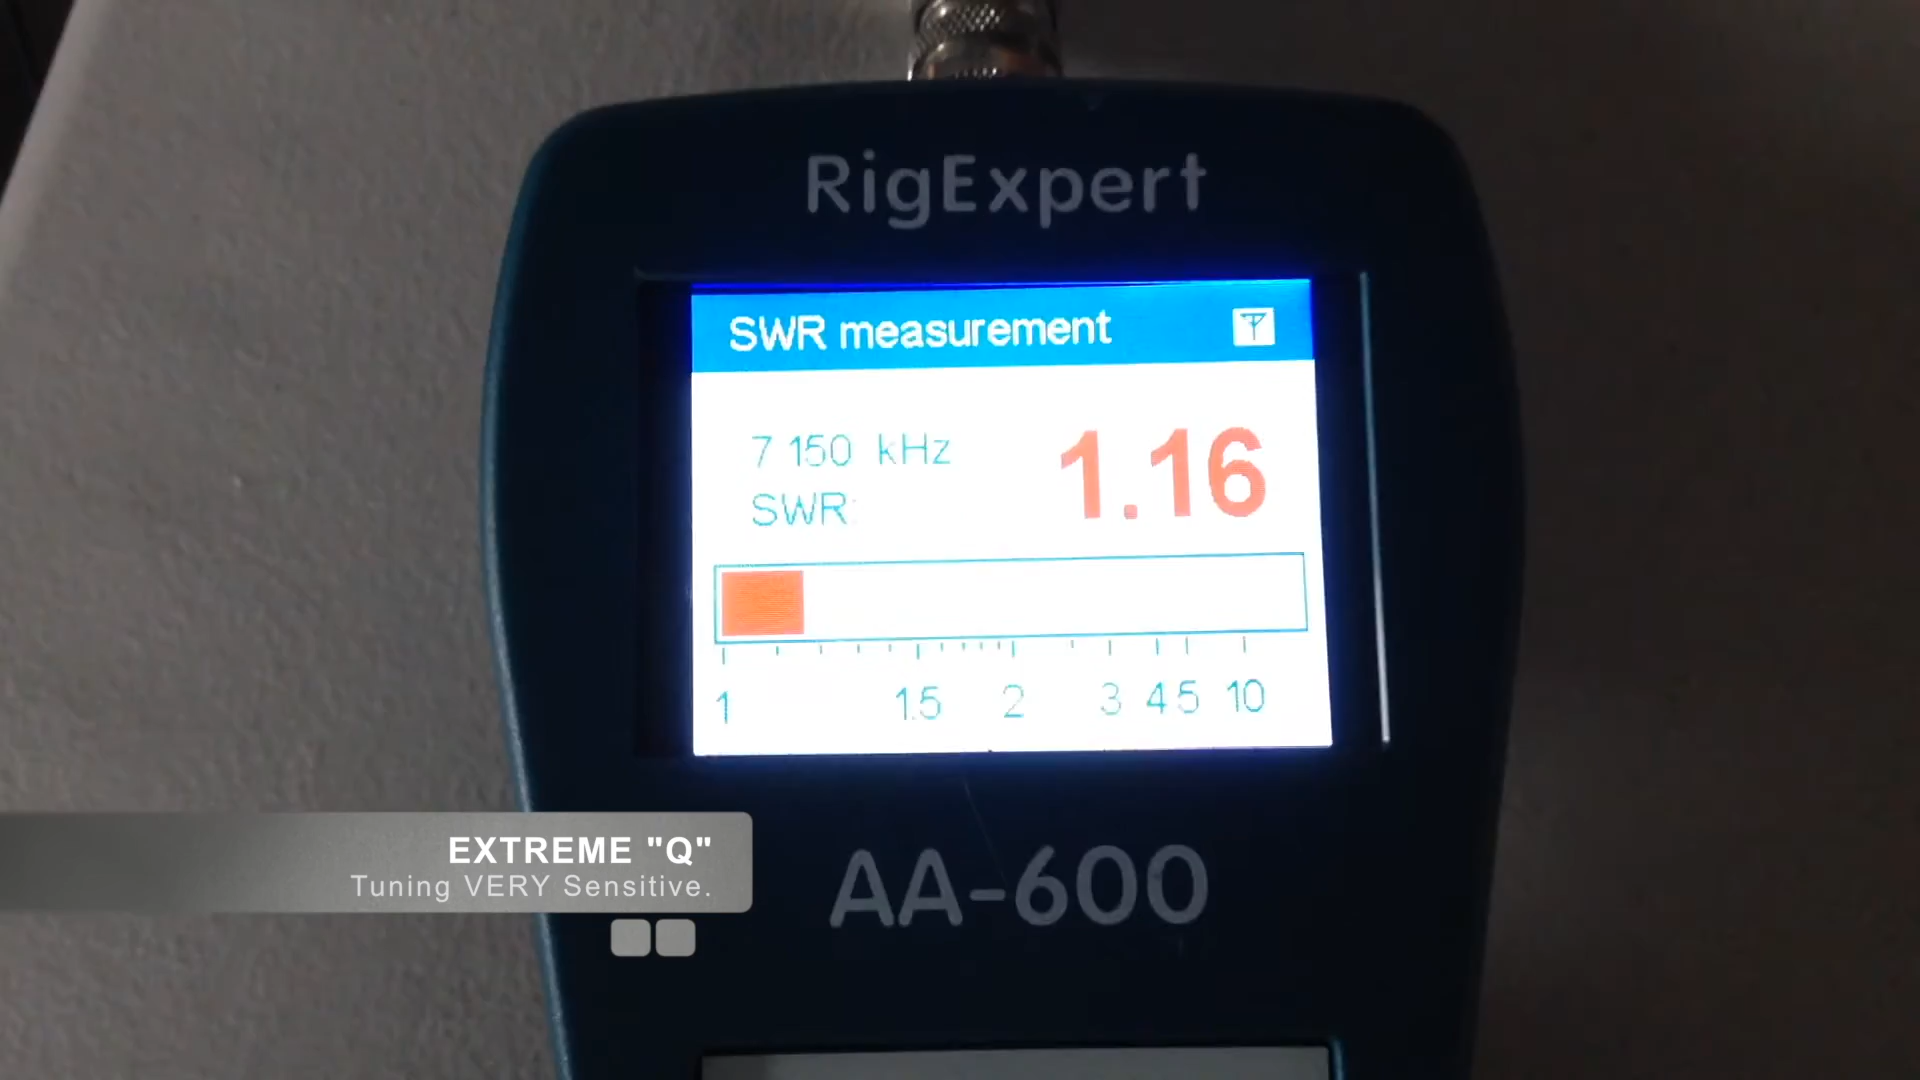 RigExpert
SWR measurement
7 150 kHz
1.16
SWR:
1 1.5 2 3 4 5 10
EXTREME "Q"
Tuning VERY Sensitive.
AA-600